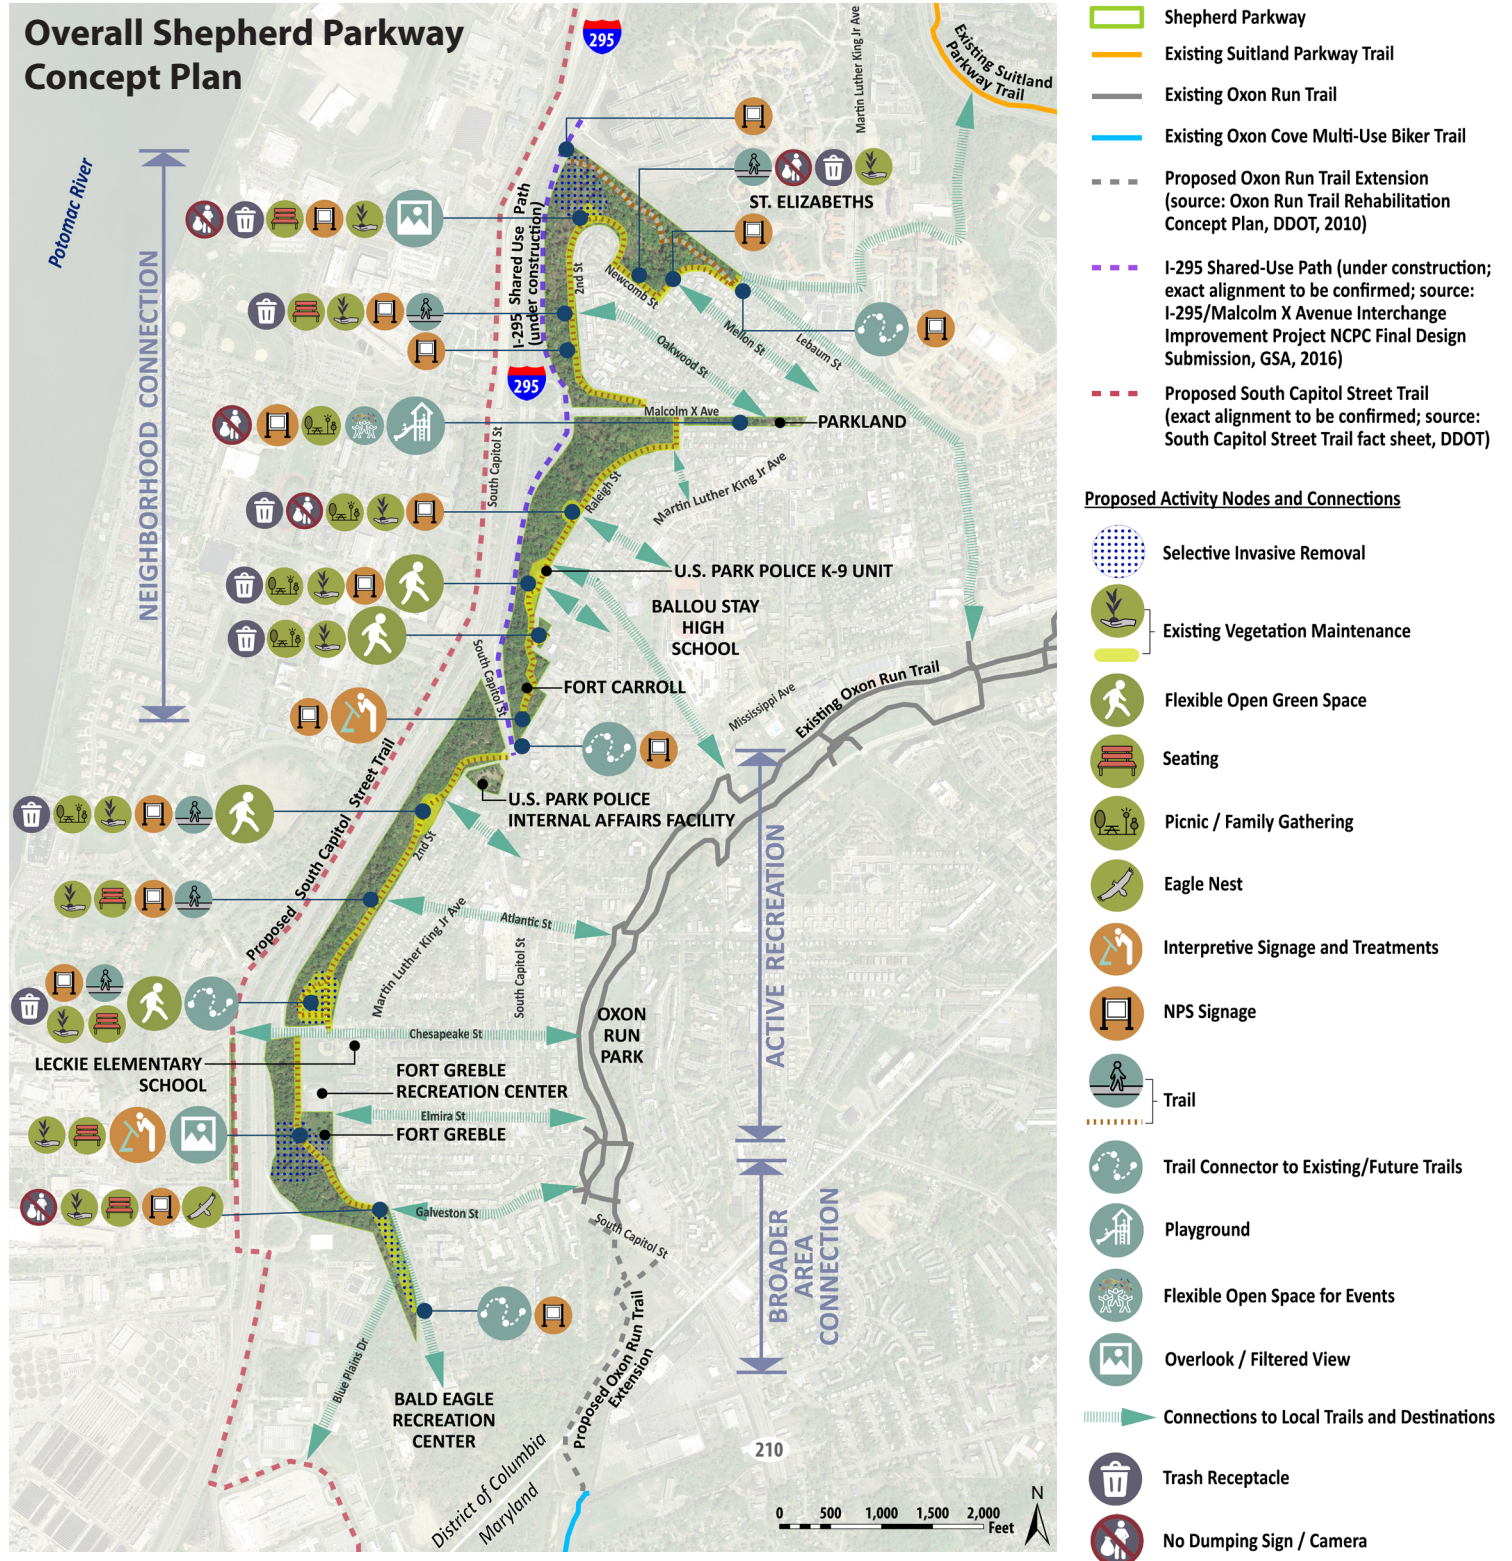 Overall Shepherd Parkway
Concept Plan
295
Martin Luther King Jr Ave
Existing Suitland
Parkway Trail
Potomac River
NEIGHBORHOOD CONNECTION
I-295 Shared Use Path
(under construction)
ST. ELIZABETHS
2nd St
Newcomb St
Mellon St
Lebaum St
Oakwood St
295
Malcolm X Ave
PARKLAND
South Capitol St
Raleigh St
Martin Luther King Jr Ave
U.S. PARK POLICE K-9 UNIT
BALLOU STAY
HIGH
SCHOOL
South Capitol St
FORT CARROLL
Mississippi Ave
Existing Oxon Run Trail
Proposed South Capitol Street Trail
U.S. PARK POLICE
INTERNAL AFFAIRS FACILITY
2nd St
ACTIVE RECREATION
Atlantic St
Martin Luther King Jr Ave
South Capitol St
OXON
RUN
PARK
Chesapeake St
LECKIE ELEMENTARY
SCHOOL
FORT GREBLE
RECREATION CENTER
Elmira St
FORT GREBLE
Galveston St
South Capitol St
BROADER
AREA
CONNECTION
Blue Plains Dr
Proposed Oxon Run Trail
Extension
BALD EAGLE
RECREATION
CENTER
District of Columbia
Maryland
210
N
0 500 1,000 1,500 2,000
Feet
Shepherd Parkway
Existing Suitland Parkway Trail
Existing Oxon Run Trail
Existing Oxon Cove Multi-Use Biker Trail
Proposed Oxon Run Trail Extension
(source: Oxon Run Trail Rehabilitation
Concept Plan, DDOT, 2010)
I-295 Shared-Use Path (under construction;
exact alignment to be confirmed; source:
I-295/Malcolm X Avenue Interchange
Improvement Project NCPC Final Design
Submission, GSA, 2016)
Proposed South Capitol Street Trail
(exact alignment to be confirmed; source:
South Capitol Street Trail fact sheet, DDOT)
Proposed Activity Nodes and Connections
Selective Invasive Removal
Existing Vegetation Maintenance
Flexible Open Green Space
Seating
Picnic / Family Gathering
Eagle Nest
Interpretive Signage and Treatments
NPS Signage
Trail
Trail Connector to Existing/Future Trails
Playground
Flexible Open Space for Events
Overlook / Filtered View
Connections to Local Trails and Destinations
Trash Receptacle
No Dumping Sign / Camera